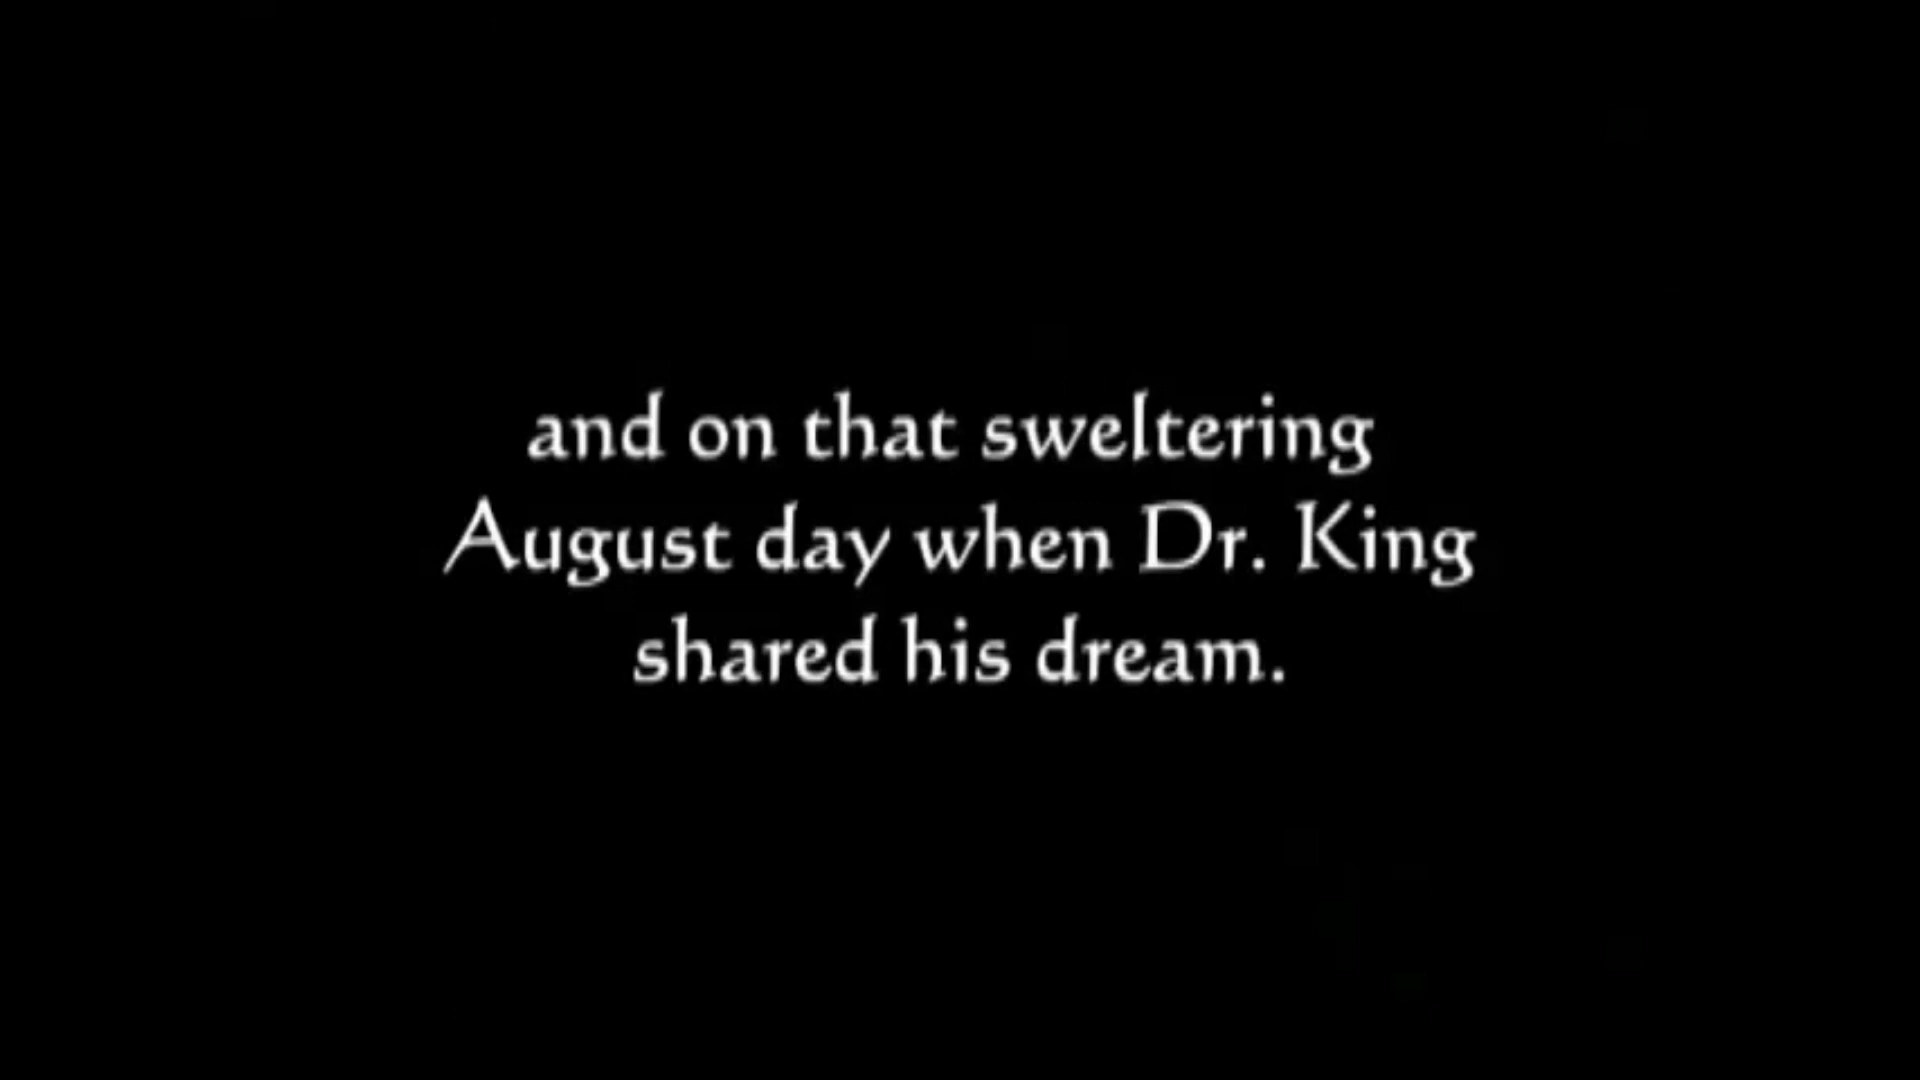 and on that sweltering
August day when Dr. King
shared his dream.